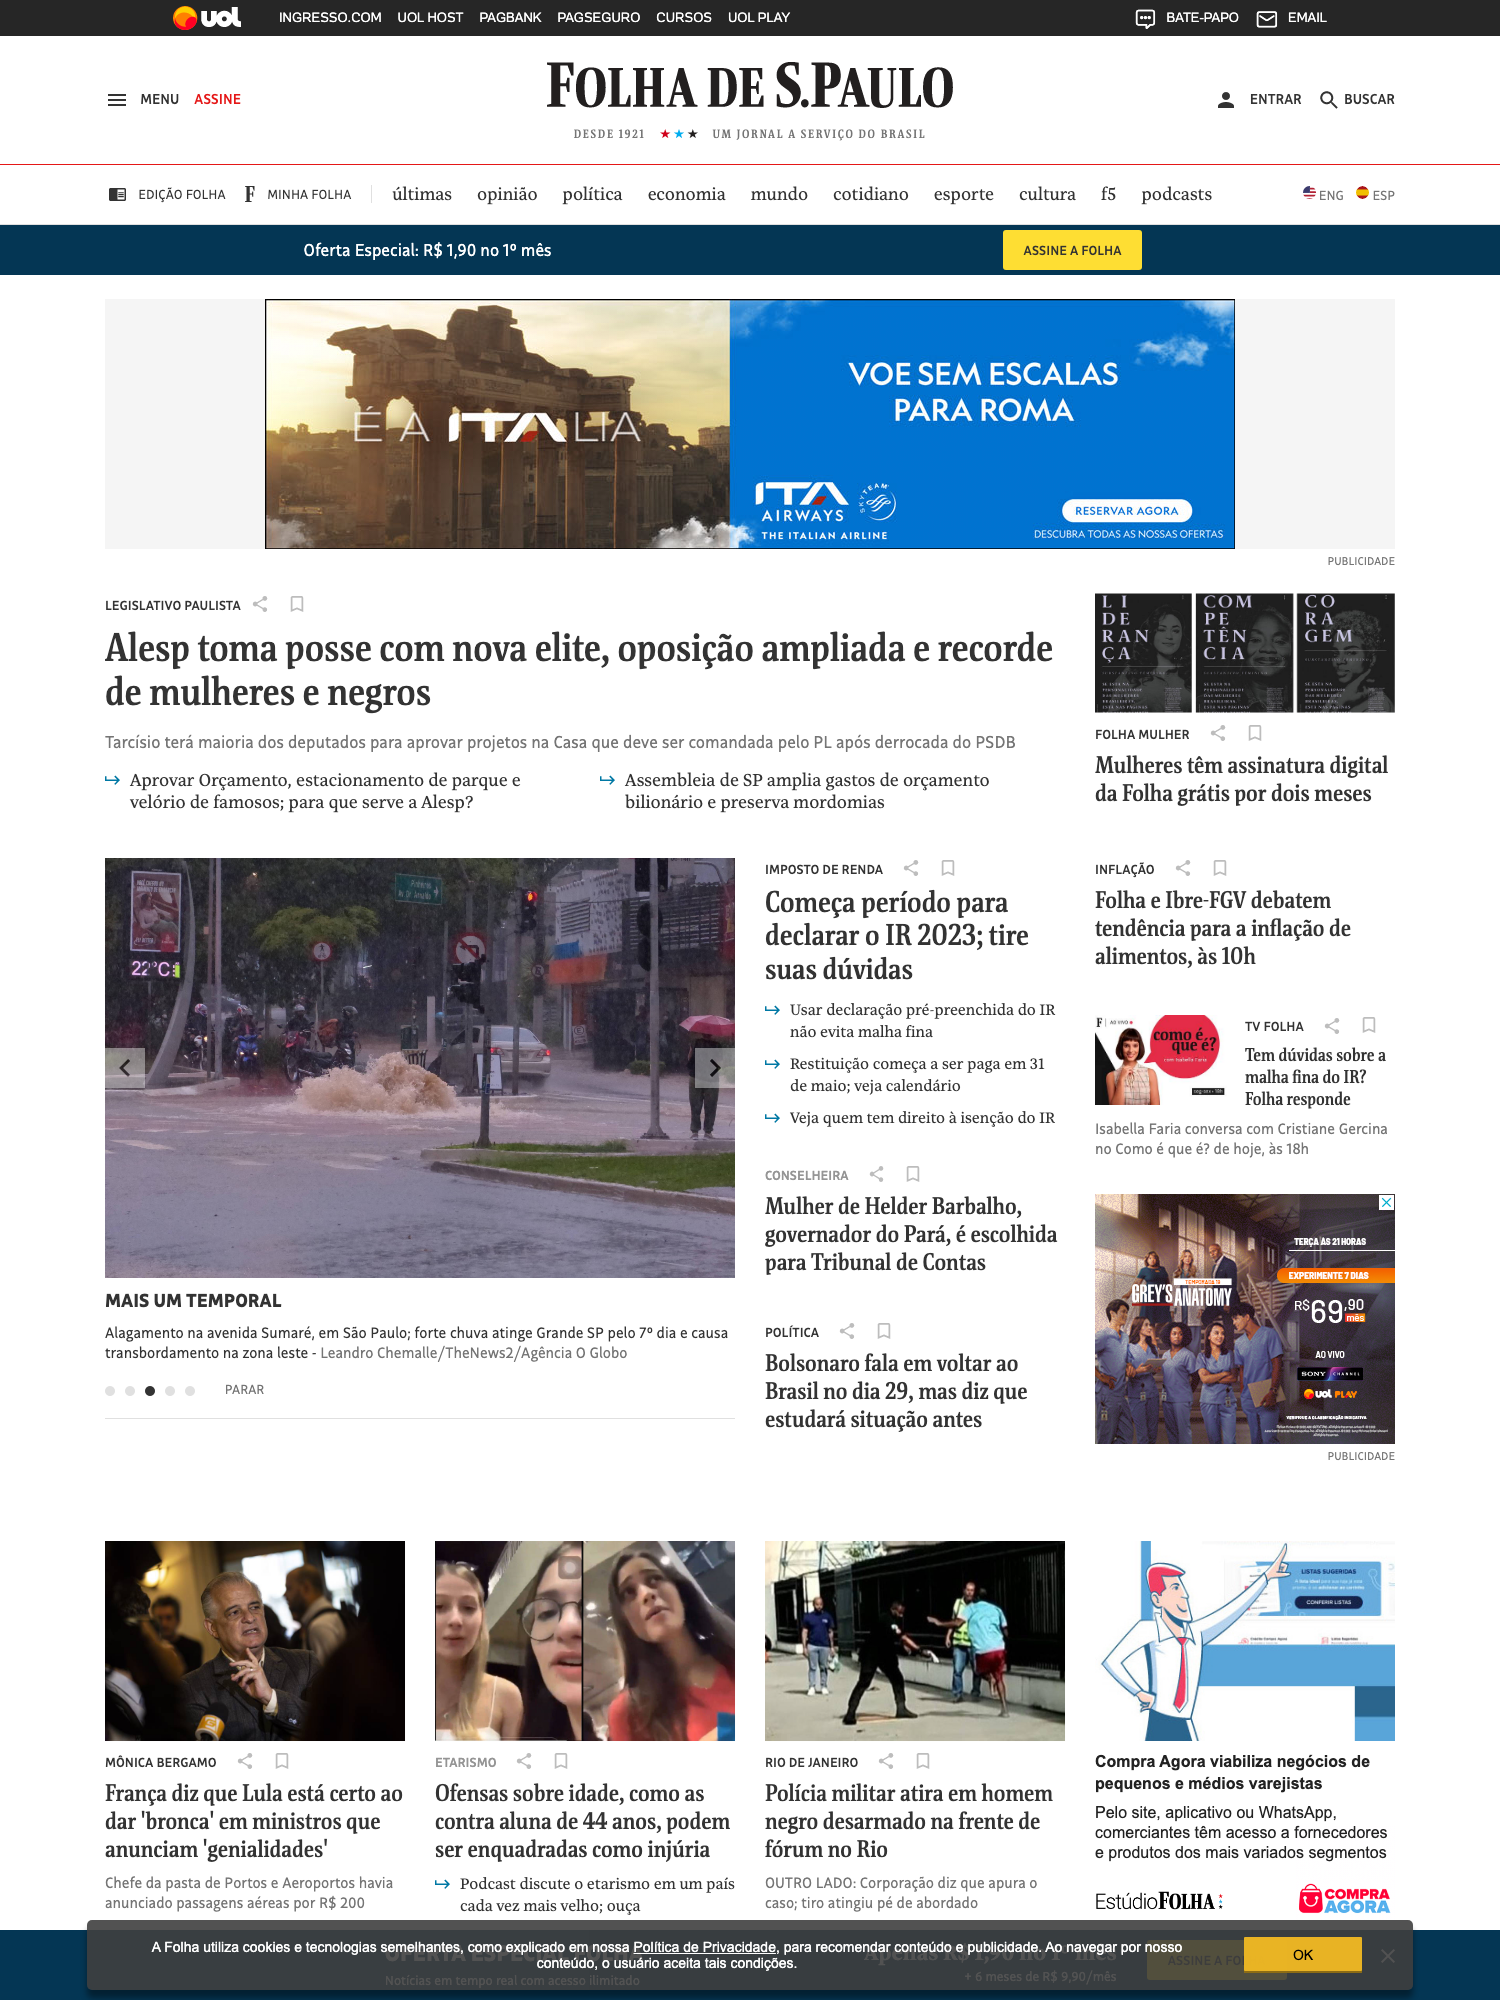 uol
INGRESSO.COM UOL HOST PAGBANK PAGSEGURO CURSOS UOL PLAY
BATE-PAPO EMAIL
MENU ASSINE
FOLHA DE S.PAULO
DESDE 1921 ★★★ UM JORNAL A SERVIÇO DO BRASIL
ENTRAR BUSCAR
EDIÇÃO FOLHA F MINHA FOLHA
últimas opinião política economia mundo cotidiano esporte cultura f5 podcasts
ENG ESP
Oferta Especial: R$ 1,90 no 1º mês
ASSINE A FOLHA
É A ITALIA
VOE SEM ESCALAS
PARA ROMA
ITA
AIRWAYS
THE ITALIAN AIRLINE
SKYTEAM
RESERVAR AGORA
DESCUBRA TODAS AS NOSSAS OFERTAS
PUBLICIDADE
LEGISLATIVO PAULISTA
Alesp toma posse com nova elite, oposição ampliada e recorde
de mulheres e negros
Tarcísio terá maioria dos deputados para aprovar projetos na Casa que deve ser comandada pelo PL após derrocada do PSDB
Aprovar Orçamento, estacionamento de parque e
velório de famosos; para que serve a Alesp?
Assembleia de SP amplia gastos de orçamento
bilionário e preserva mordomias
LI
DE
RAN
ÇA
COM
PE
TÊN
CIA
CO
RA
GEM
FOLHA MULHER
Mulheres têm assinatura digital
da Folha grátis por dois meses
22°C
Pinheiros
MAIS UM TEMPORAL
Alagamento na avenida Sumaré, em São Paulo; forte chuva atinge Grande SP pelo 7º dia e causa
transbordamento na zona leste - Leandro Chemalle/TheNews2/Agência O Globo
PARAR
IMPOSTO DE RENDA
Começa período para
declarar o IR 2023; tire
suas dúvidas
Usar declaração pré-preenchida do IR
não evita malha fina
Restituição começa a ser paga em 31
de maio; veja calendário
Veja quem tem direito à isenção do IR
CONSELHEIRA
Mulher de Helder Barbalho,
governador do Pará, é escolhida
para Tribunal de Contas
POLÍTICA
Bolsonaro fala em voltar ao
Brasil no dia 29, mas diz que
estudará situação antes
INFLAÇÃO
Folha e Ibre-FGV debatem
tendência para a inflação de
alimentos, às 10h
F AO VIVO
como é
que é?
com Isabella Faria
TV FOLHA
Tem dúvidas sobre a
malha fina do IR?
Folha responde
Isabella Faria conversa com Cristiane Gercina
no Como é que é? de hoje, às 18h
TERÇA ÀS 21 HORAS
EXPERIMENTE 7 DIAS
TEMPORADA 19
GREY'S ANATOMY
R$69,90
mês
AO VIVO
SONY CHANNEL
uol PLAY
VERIFIQUE A CLASSIFICAÇÃO INDICATIVA
PUBLICIDADE
MÔNICA BERGAMO
França diz que Lula está certo ao
dar 'bronca' em ministros que
anunciam 'genialidades'
Chefe da pasta de Portos e Aeroportos havia
anunciado passagens aéreas por R$ 200
ETARISMO
Ofensas sobre idade, como as
contra aluna de 44 anos, podem
ser enquadradas como injúria
Podcast discute o etarismo em um país
cada vez mais velho; ouça
RIO DE JANEIRO
Polícia militar atira em homem
negro desarmado na frente de
fórum no Rio
OUTRO LADO: Corporação diz que apura o
caso; tiro atingiu pé de abordado
LISTAS SUGERIDAS
CONFERIR LISTAS
Compra Agora viabiliza negócios de
pequenos e médios varejistas
Pelo site, aplicativo ou WhatsApp,
comerciantes têm acesso a fornecedores
e produtos dos mais variados segmentos
EstúdioFOLHA
COMPRA
AGORA
A Folha utiliza cookies e tecnologias semelhantes, como explicado em nossa Política de Privacidade, para recomendar conteúdo e publicidade. Ao navegar por nosso
conteúdo, o usuário aceita tais condições.
OK
Notícias em tempo real com acesso ilimitado
Apenas R$ 1,90 no 1º mês
+ 6 meses de R$ 9,90/mês
ASSINE A FO